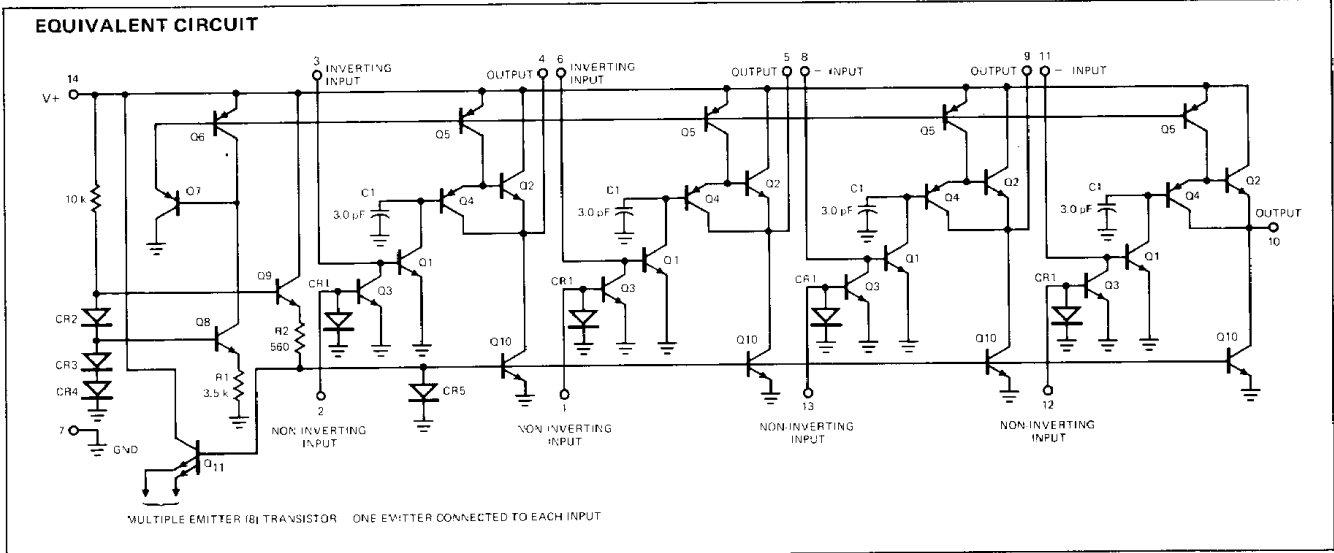 EQUIVALENT CIRCUIT
3 INVERTING INPUT
OUTPUT 4
6 INVERTING INPUT
OUTPUT 5
8 – INPUT
OUTPUT 9
11 – INPUT
14
V+
Q6
Q5
Q5
Q5
Q5
Q7
10 k
C1
3.0 pF
Q4
Q2
C1
3.0 pF
Q4
Q2
C1
3.0 pF
Q4
Q2
C1
3.0 pF
Q4
Q2
OUTPUT
10
Q9
CR1
Q3
Q1
CR1
Q3
Q1
CR1
Q3
Q1
CR1
Q3
Q1
CR2
Q8
R2
560
CR3
R1
3.5 k
CR4
CR5
Q10
Q10
Q10
Q10
7
GND
2
NON-INVERTING
INPUT
1
NON-INVERTING
INPUT
13
NON-INVERTING
INPUT
12
NON-INVERTING
INPUT
Q11
MULTIPLE EMITTER (8) TRANSISTOR ONE EMITTER CONNECTED TO EACH INPUT